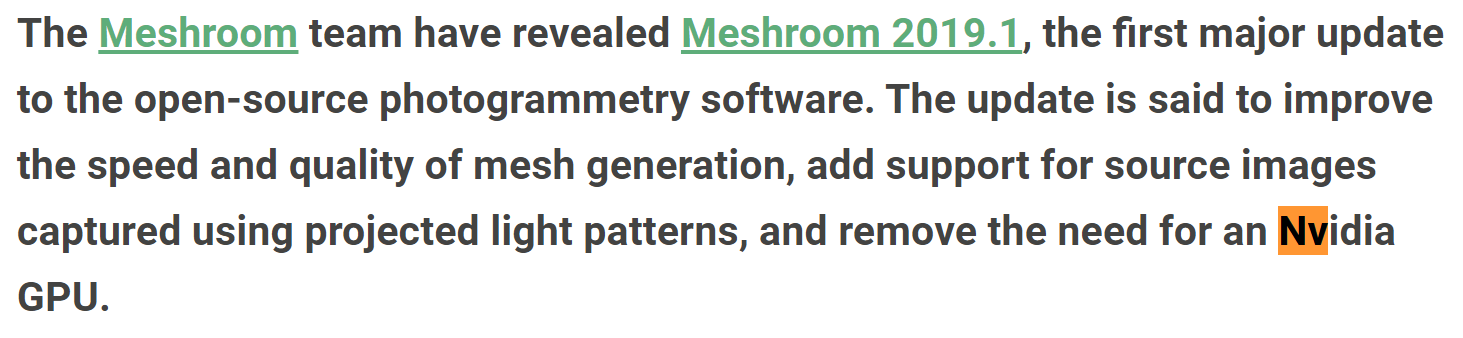 The Meshroom team have revealed Meshroom 2019.1, the first major update
to the open-source photogrammetry software. The update is said to improve
the speed and quality of mesh generation, add support for source images
captured using projected light patterns, and remove the need for an Nvidia
GPU.